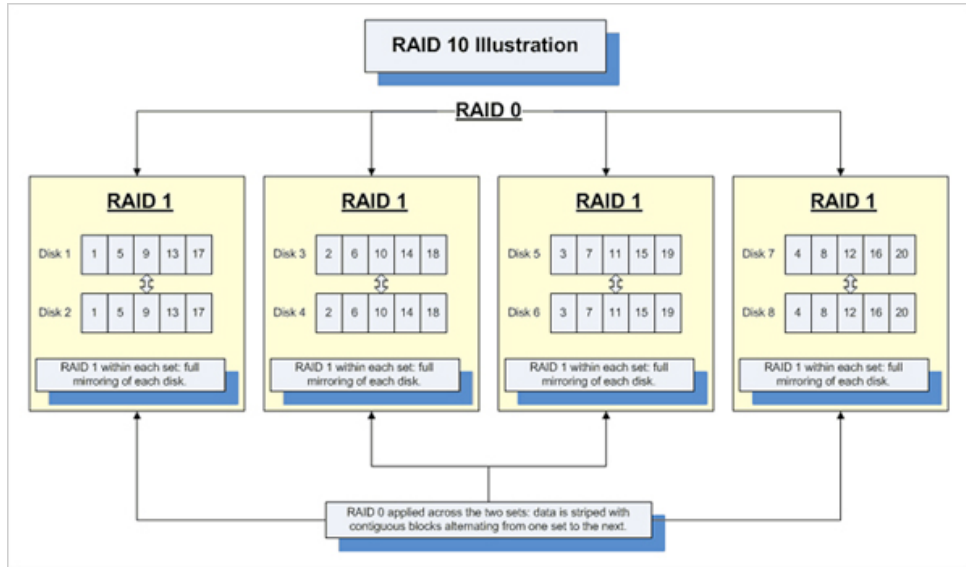 RAID 10 Illustration
RAID 0
RAID 1
Disk 1 1 5 9 13 17
Disk 2 1 5 9 13 17
RAID 1 within each set: full
mirroring of each disk.
RAID 1
Disk 3 2 6 10 14 18
Disk 4 2 6 10 14 18
RAID 1 within each set: full
mirroring of each disk.
RAID 1
Disk 5 3 7 11 15 19
Disk 6 3 7 11 15 19
RAID 1 within each set: full
mirroring of each disk.
RAID 1
Disk 7 4 8 12 16 20
Disk 8 4 8 12 16 20
RAID 1 within each set: full
mirroring of each disk.
RAID 0 applied across the two sets: data is striped with
contiguous blocks alternating from one set to the next.